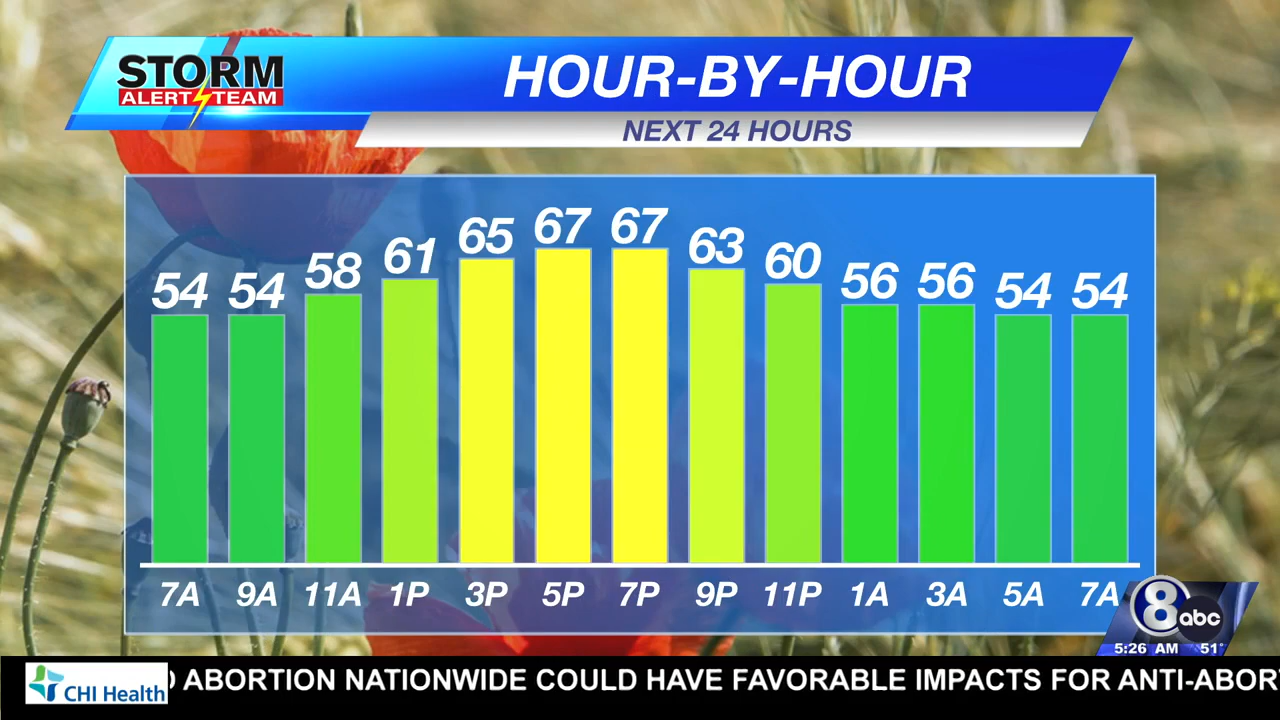 STORM
ALERT TEAM
HOUR-BY-HOUR
NEXT 24 HOURS
54 54 58 61 65 67 67 63 60 56 56 54 54
7A 9A 11A 1P 3P 5P 7P 9P 11P 1A 3A 5A 7A
8 abc
5:26 AM 51°
CHI Health
ABORTION NATIONWIDE COULD HAVE FAVORABLE IMPACTS FOR ANTI-ABOR